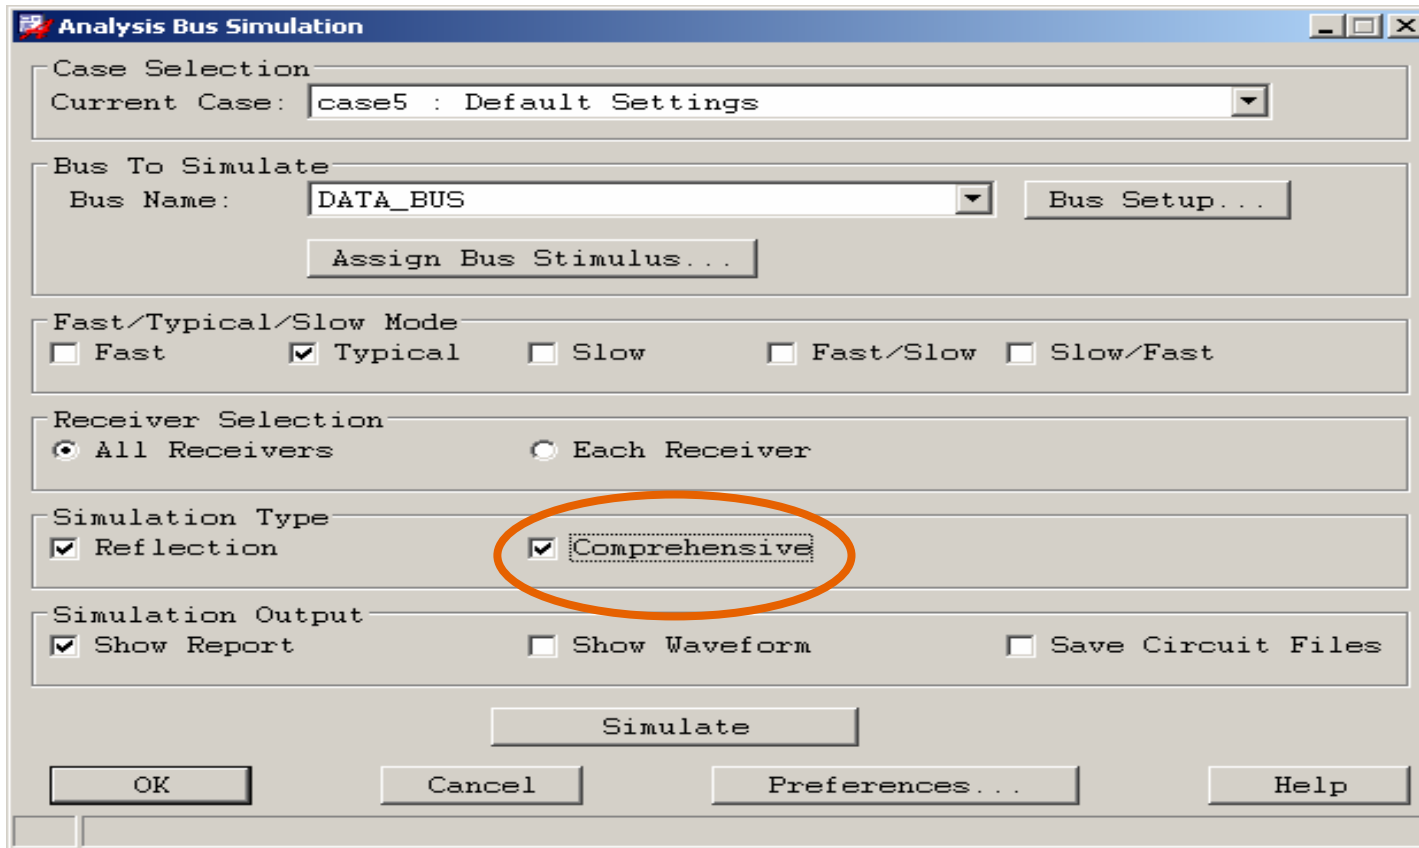 Analysis Bus Simulation
Case Selection
Current Case: case5 : Default Settings
Bus To Simulate
Bus Name: DATA_BUS Bus Setup...
Assign Bus Stimulus...
Fast/Typical/Slow Mode
Fast Typical Slow Fast/Slow Slow/Fast
Receiver Selection
All Receivers Each Receiver
Simulation Type
Reflection Comprehensive
Simulation Output
Show Report Show Waveform Save Circuit Files
Simulate
OK Cancel Preferences... Help